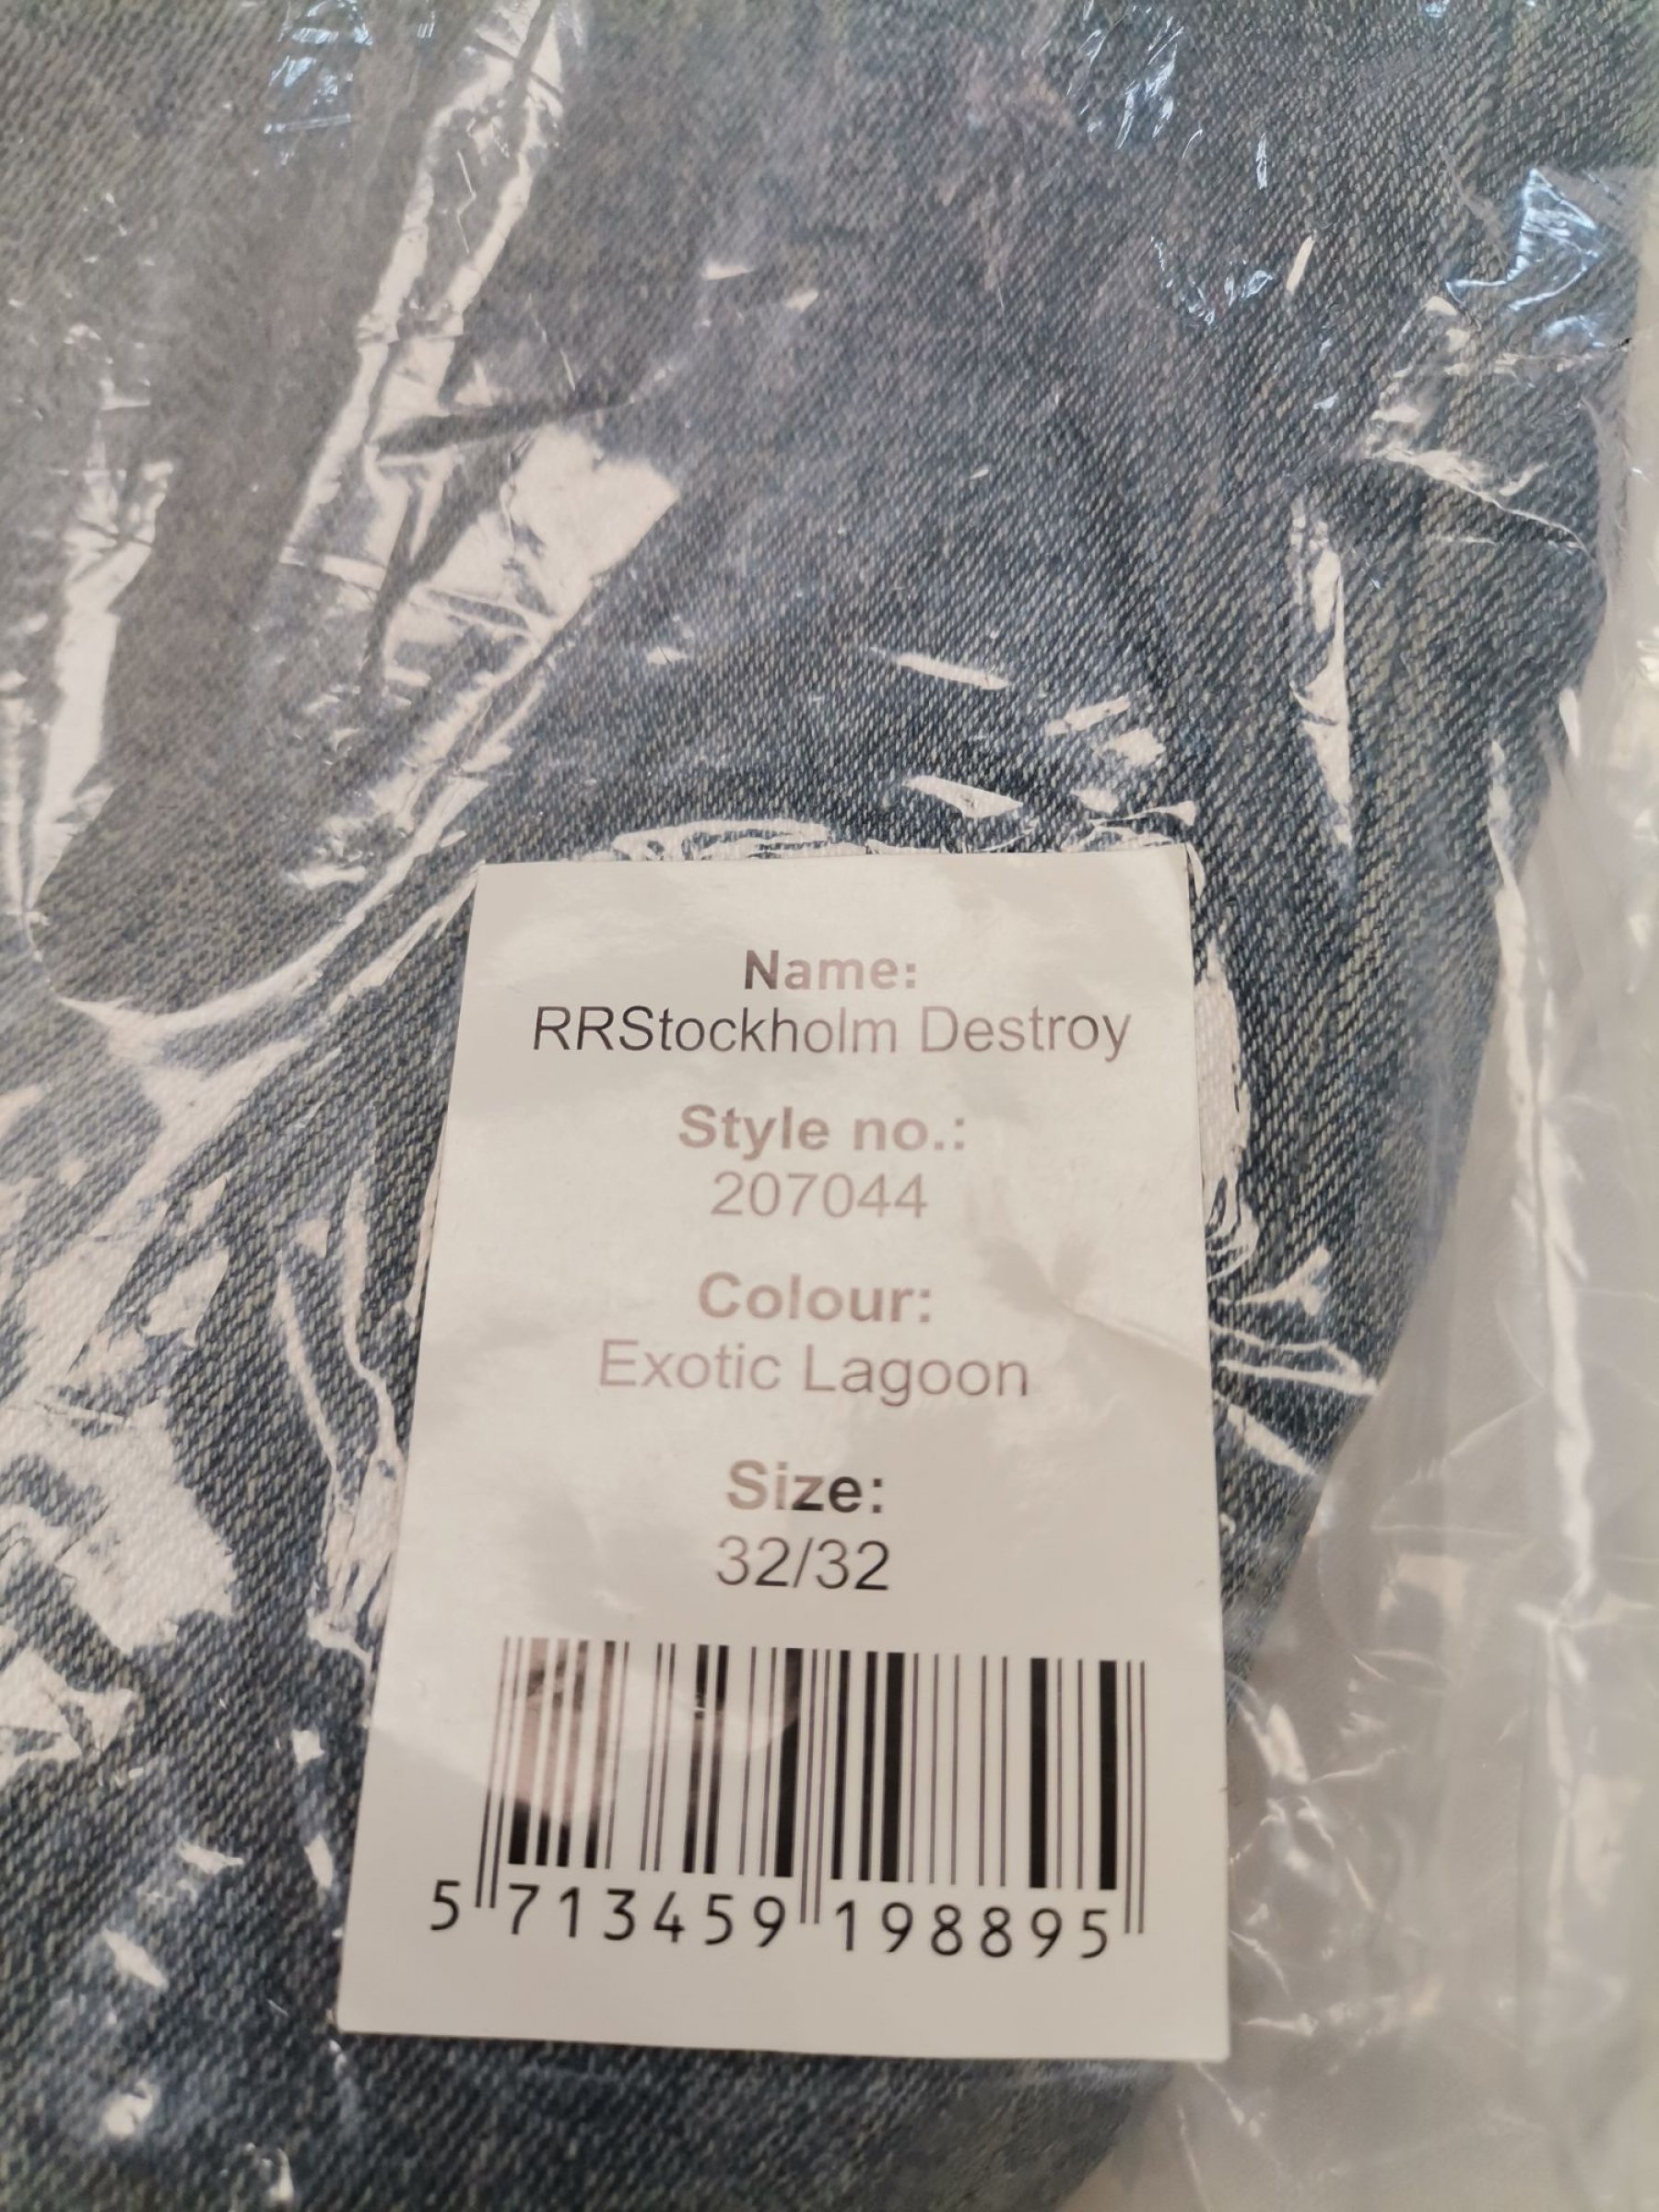 Name:
RRStockholm Destroy
Style no.:
207044
Colour:
Exotic Lagoon
Size:
32/32
5 713459 198895